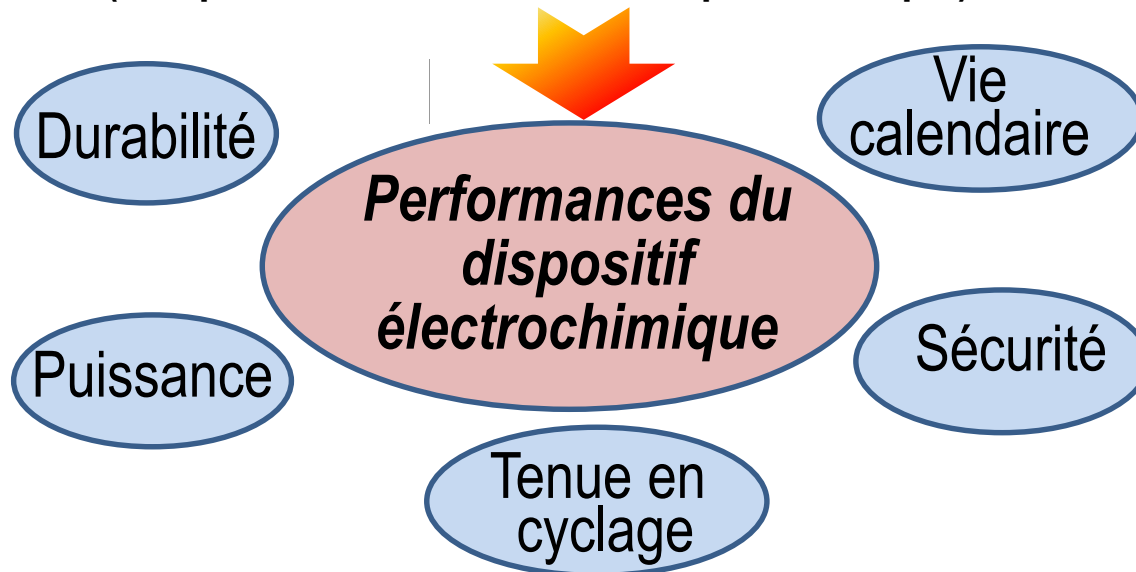 Durabilité
Vie
calendaire
Performances du
dispositif
électrochimique
Puissance
Sécurité
Tenue en
cyclage